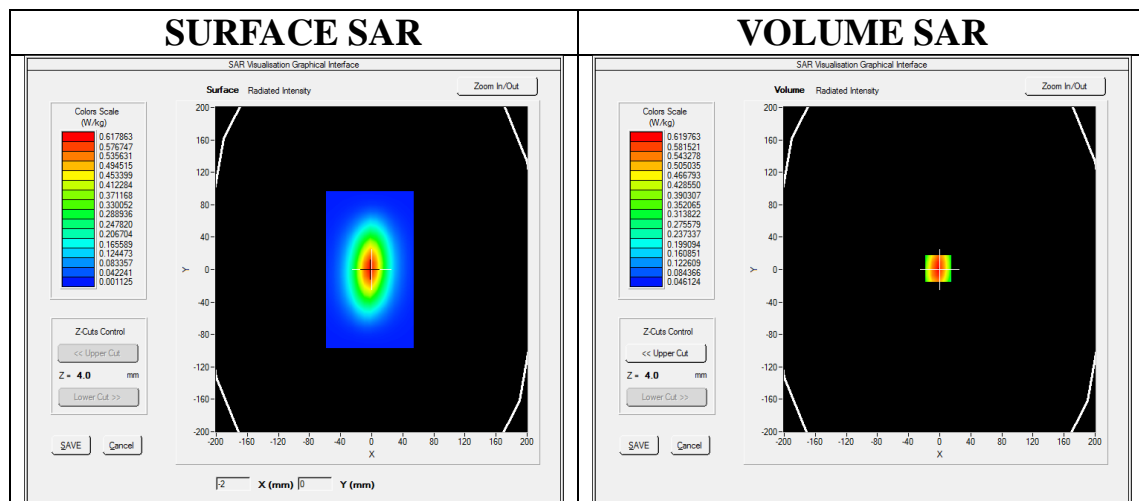 SURFACE SAR
SAR Visualisation Graphical Interface
Surface Radiated Intensity
Zoom In/Out
Colors Scale
(W/kg)
0.617863
0.576747
0.535631
0.494515
0.453399
0.412284
0.371168
0.330052
0.288936
0.247820
0.206704
0.165589
0.124473
0.083357
0.042241
0.001125
Z-Cuts Control
<< Upper Cut
Z = 4.0 mm
Lower Cut >>
SAVE Cancel
200
160
120
80
40
Y 0
-40
-80
-120
-160
-200
-200 -160 -120 -80 -40 0 40 80 120 160 200
X
-2 X (mm) 0 Y (mm)
VOLUME SAR
SAR Visualisation Graphical Interface
Volume Radiated Intensity
Zoom In/Out
Colors Scale
(W/kg)
0.619763
0.581521
0.543278
0.505035
0.466793
0.428550
0.390307
0.352065
0.313822
0.275579
0.237337
0.199094
0.160851
0.122609
0.084366
0.046124
Z-Cuts Control
<< Upper Cut
Z = 4.0 mm
Lower Cut >>
SAVE Cancel
200
160
120
80
40
Y 0
-40
-80
-120
-160
-200
-200 -160 -120 -80 -40 0 40 80 120 160 200
X